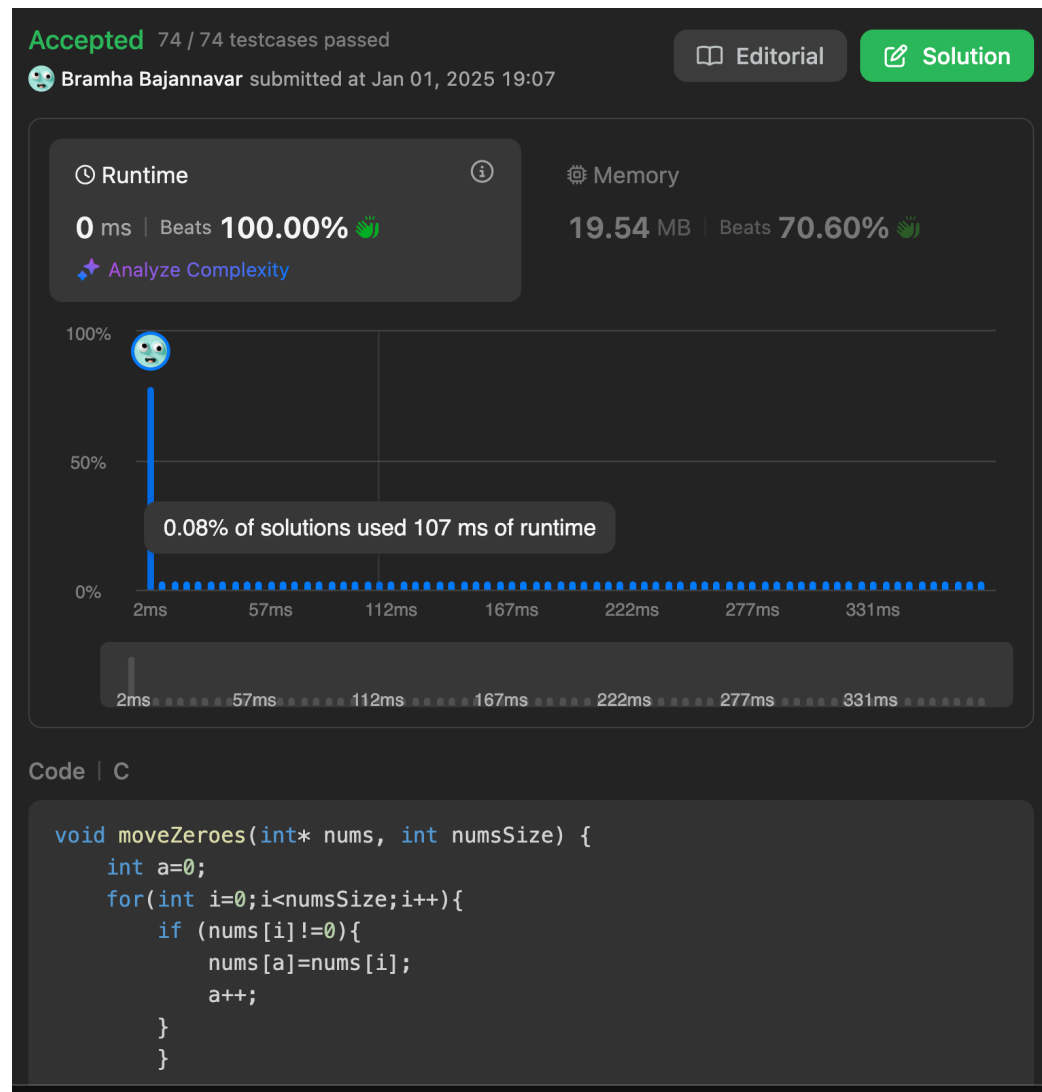 Accepted 74 / 74 testcases passed
Bramha Bajannavar submitted at Jan 01, 2025 19:07
Editorial
Solution
Runtime
0 ms | Beats 100.00%
Analyze Complexity
Memory
19.54 MB | Beats 70.60%
100%
50%
0%
0.08% of solutions used 107 ms of runtime
2ms 57ms 112ms 167ms 222ms 277ms 331ms
2ms 57ms 112ms 167ms 222ms 277ms 331ms
Code | C
void moveZeroes(int* nums, int numsSize) {
    int a=0;
    for(int i=0;i<numsSize;i++){
        if (nums[i]!=0){
            nums[a]=nums[i];
            a++;
        }
        }